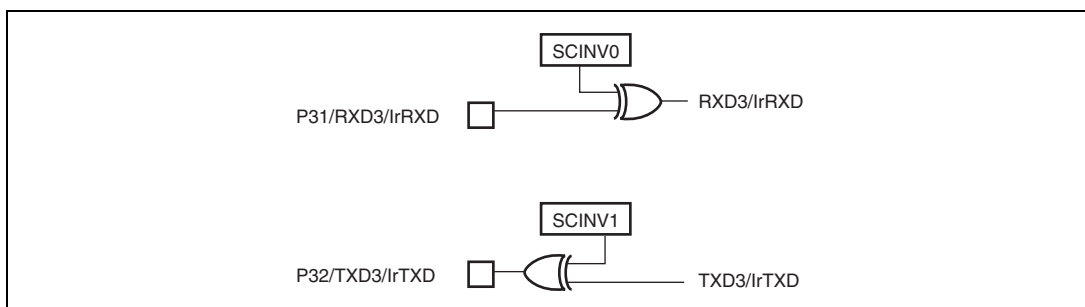 SCINV0
P31/RXD3/IrRXD
RXD3/IrRXD
SCINV1
P32/TXD3/IrTXD
TXD3/IrTXD